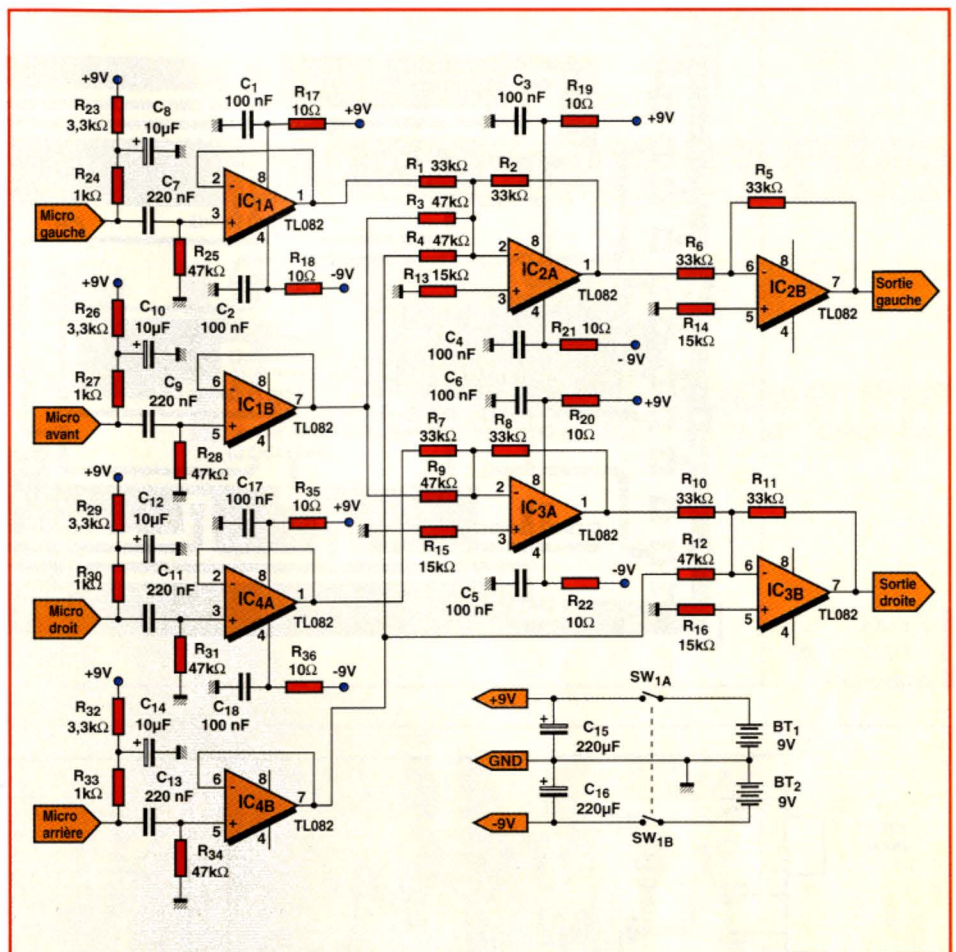 +9V
R23
3,3kΩ
C8
10µF
R24
1kΩ
C7
220 nF
Micro
gauche
R25
47kΩ
C1
100 nF
R17
10Ω
+9V
2
-
3
+
8
IC1A
1
4
TL082
R18
10Ω
-9V
C2
100 nF
+9V
R26
3,3kΩ
C10
10µF
R27
1kΩ
C9
220 nF
Micro
avant
R28
47kΩ
6
-
5
+
8
IC1B
7
4
TL082
+9V
R29
3,3kΩ
C12
10µF
R30
1kΩ
C11
220 nF
Micro
droit
R31
47kΩ
C17
100 nF
R35
10Ω
+9V
2
-
3
+
8
IC4A
1
4
TL082
R36
10Ω
-9V
C18
100 nF
+9V
R32
3,3kΩ
C14
10µF
R33
1kΩ
C13
220 nF
Micro
arrière
R34
47kΩ
6
-
5
+
8
IC4B
7
4
TL082
C3
100 nF
R19
10Ω
+9V
R1 33kΩ
R2
33kΩ
R3 47kΩ
R4 47kΩ
R13 15kΩ
2
-
3
+
8
IC2A
1
4
TL082
C4
100 nF
R21 10Ω
- 9V
R5
33kΩ
R6
33kΩ
R14
15kΩ
6
-
5
+
8
IC2B
7
4
TL082
Sortie
gauche
C6
100 nF
R20
10Ω
+9V
R7
33kΩ
R8
33kΩ
R9
47kΩ
R15
15kΩ
2
-
3
+
8
IC3A
1
4
TL082
C5
100 nF
R22
10Ω
-9V
R10
33kΩ
R11
33kΩ
R12
47kΩ
R16
15kΩ
6
-
5
+
8
IC3B
7
4
TL082
Sortie
droite
+9V
GND
-9V
+
C15
220µF
+
C16
220µF
SW1A
SW1B
BT1
9V
BT2
9V